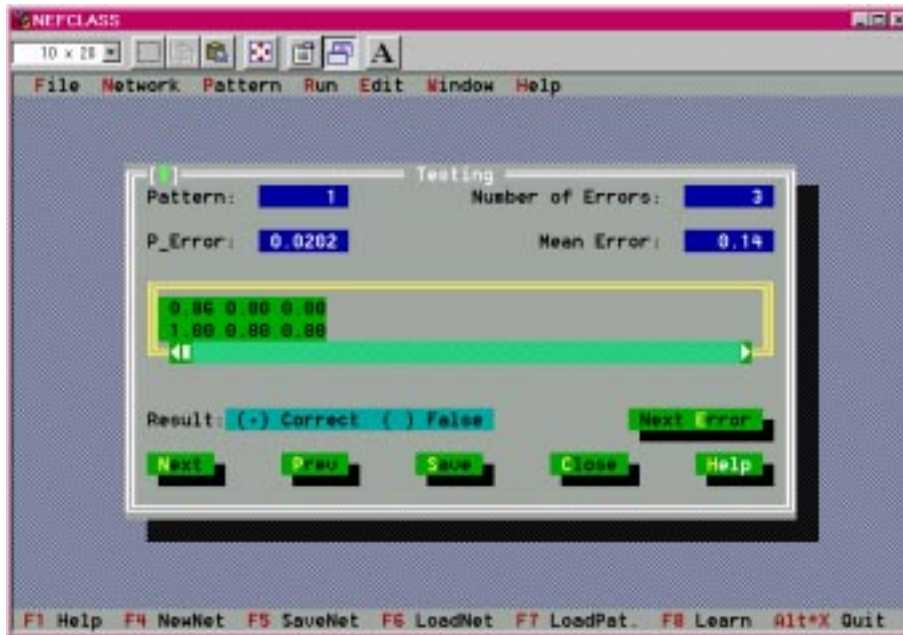 NEFCLASS
10 x 20
A
File Network Pattern Run Edit Window Help
Testing
Pattern: 1 Number of Errors: 3
P_Error: 0.0202 Mean Error: 0.14
0.86 0.00 0.00
1.00 0.00 0.00
Result: (•) Correct ( ) False
Next Error
Next Prev Save Close Help
F1 Help F4 NewNet F5 SaveNet F6 LoadNet F7 LoadPat. F8 Learn Alt*X Quit